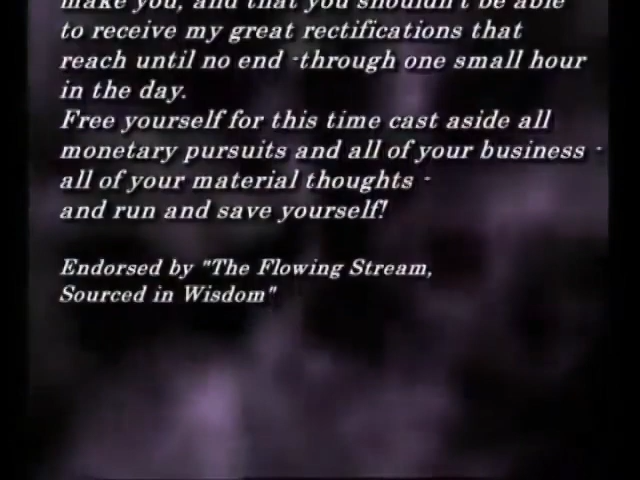 make you, and that you shouldn't be able
to receive my great rectifications that
reach until no end -through one small hour
in the day.
Free yourself for this time cast aside all
monetary pursuits and all of your business -
all of your material thoughts -
and run and save yourself!
Endorsed by "The Flowing Stream,
Sourced in Wisdom"